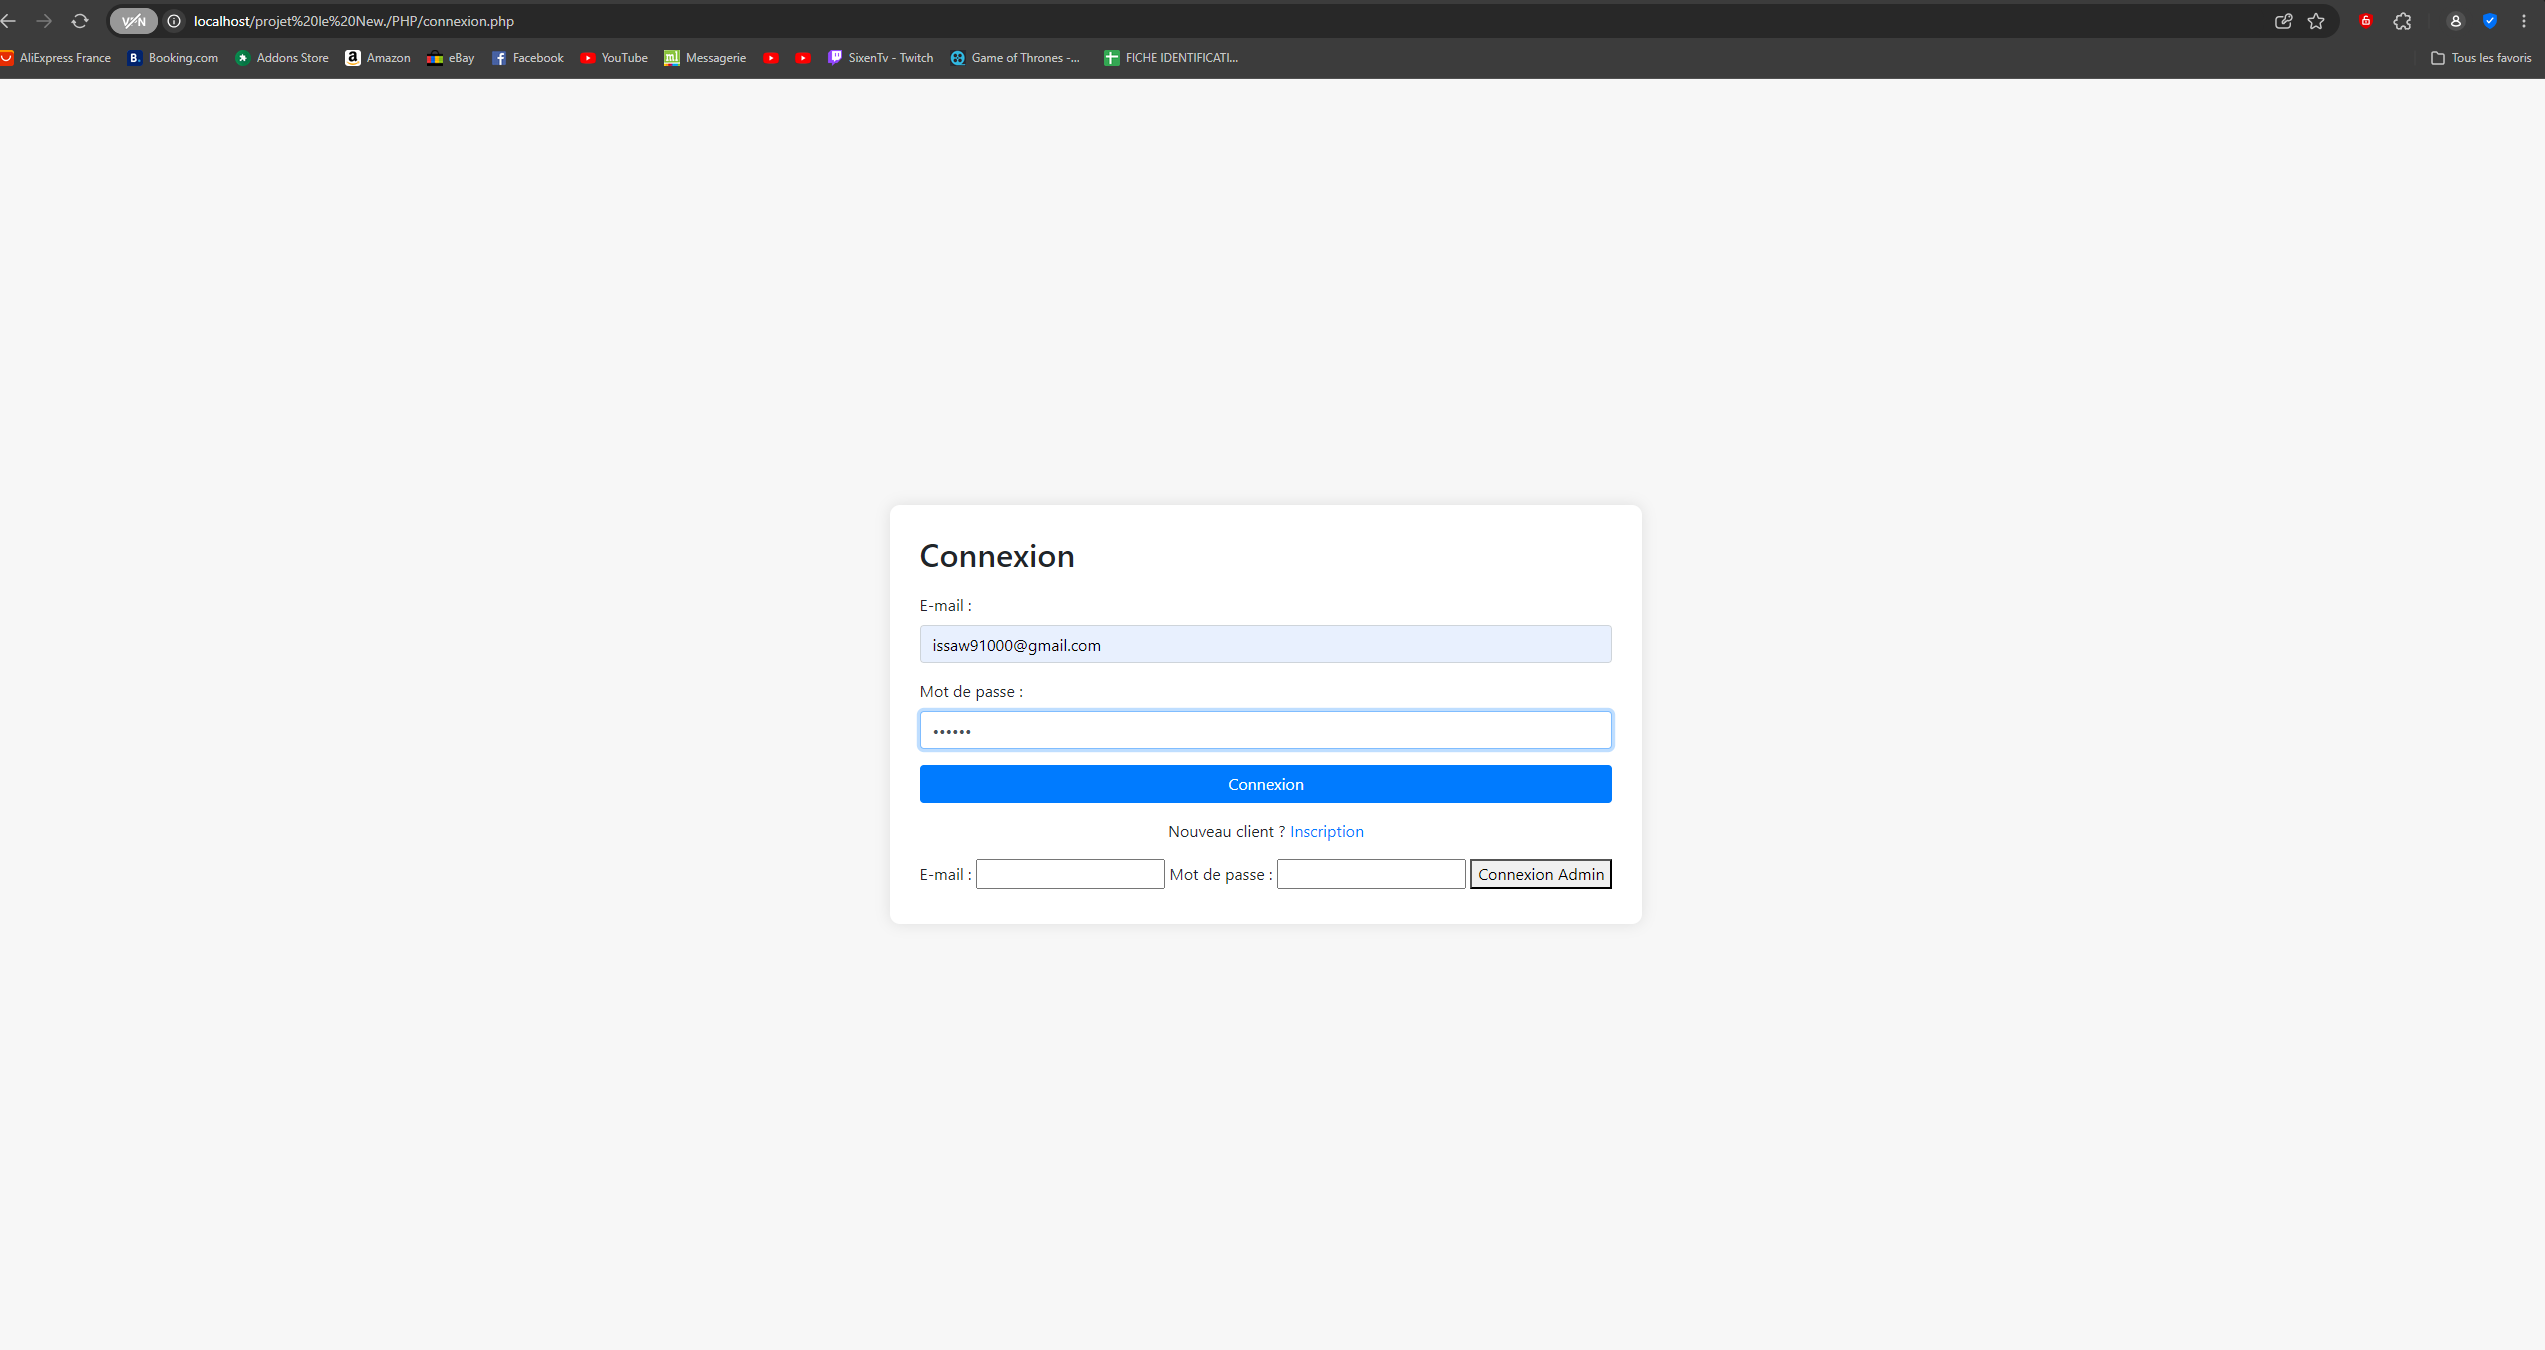 VPN localhost/projet%20le%20New./PHP/connexion.php
AliExpress France Booking.com Addons Store Amazon eBay Facebook YouTube Messagerie SixenTv - Twitch Game of Thrones -... FICHE IDENTIFICATI... Tous les favoris
Connexion
E-mail :
issaw91000@gmail.com
Mot de passe :
••••••
Connexion
Nouveau client ? Inscription
E-mail : Mot de passe : Connexion Admin